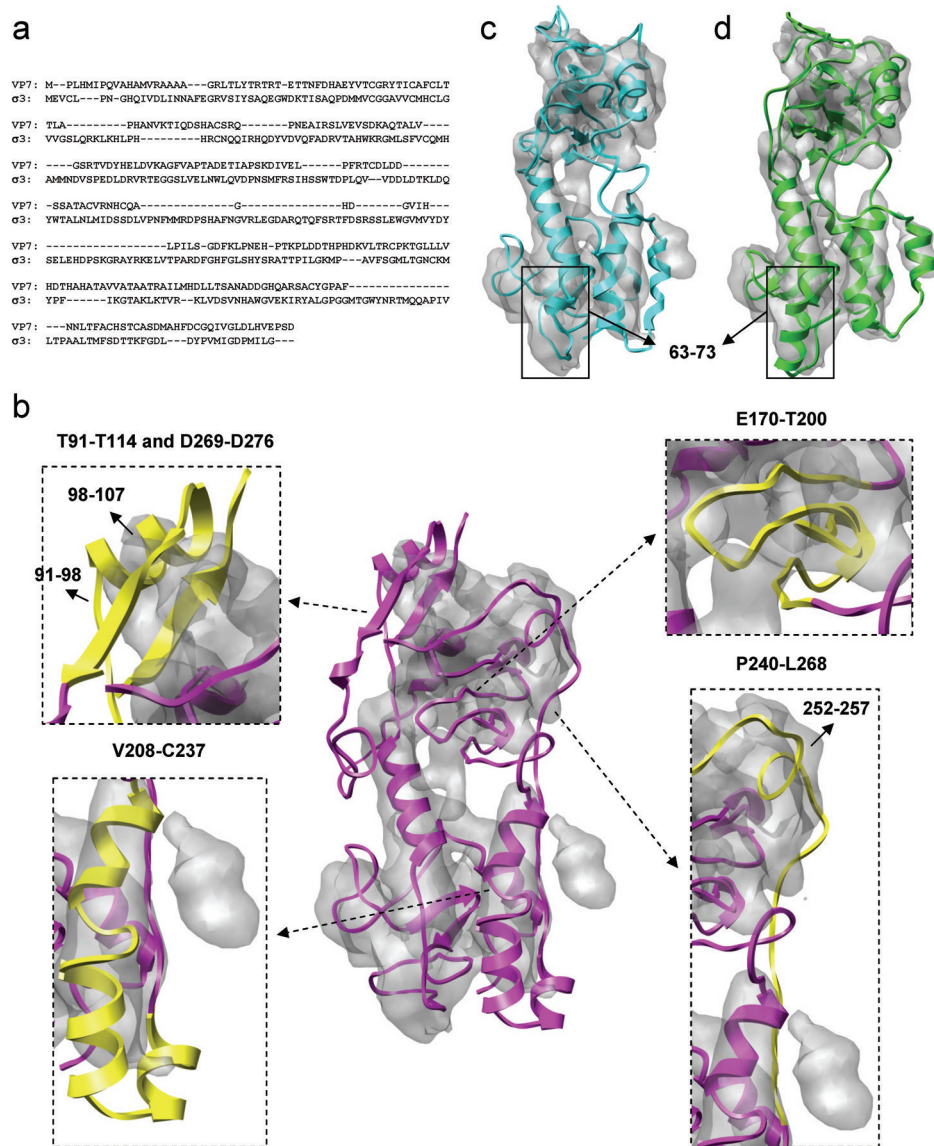 a
VP7: M--PLHMIPQVAHAMVRAAAA---GRLTLYTRTRT-ETTNFDHAEYVTCGRYTICAFCLT
σ3: MEVCL---PN-GHQIVDLINNAFEGRVSIYSAQEGWDKTISAQPDMMVCGGAVVCMHCLG
VP7: TLA--------PHANVKTIQDSHACSRQ-----PNEAIRSLVEVSDKAQTALV-----
σ3: VVGSLQRKLKHLPH--------HRCNQQIRHQDYVDVQFADRVTAHWKRGMLSFVCQMH
VP7: ----GSRTVDYHELDVKAGFVAPTADETIAPSKDIVEL-----PFRTCDLDD------
σ3: AMMNDVSPEDLDRVRTEGGSLVELNWLQVDPNSMFRSIHSSWTDPLQV--VDDLDTKLDQ
VP7: -SSATACVRNHCQA-----------G---------------HD------GVIH---
σ3: YWTALNLMIDSSDLVPNFMMRDPSHAFNGVRLEGDARQTQFSRTFDSRSSLEWGVMVYDY
VP7: ------------------LPILS-GDFKLPNEHP-TKPLDDTHPHDKVLTRCPKTGLLLV
σ3: SELEHDPSKGRAYRKELVTPARDFGHFGLSHYSRATTPILGKMP---AVFSGMLTGNCKM
VP7: HDTHAHATAVVATAATRAILMHDLLTSANADDGHQARSACYGPAF---------------
σ3: YPF-----IKGTAKLKTVR--KLVDSVNHAWGVEKIRYALGPGGMTGWYNRTMQQAPIV
VP7: ---NNLTFACHSTCASDMAHFDCGQIVGLDLHVEPSD
σ3: LTPAALTMFSDTTKFGDL---DYPVMIGDPMILG---
c
d
63-73
b
T91-T114 and D269-D276
98-107
91-98
E170-T200
V208-C237
P240-L268
252-257